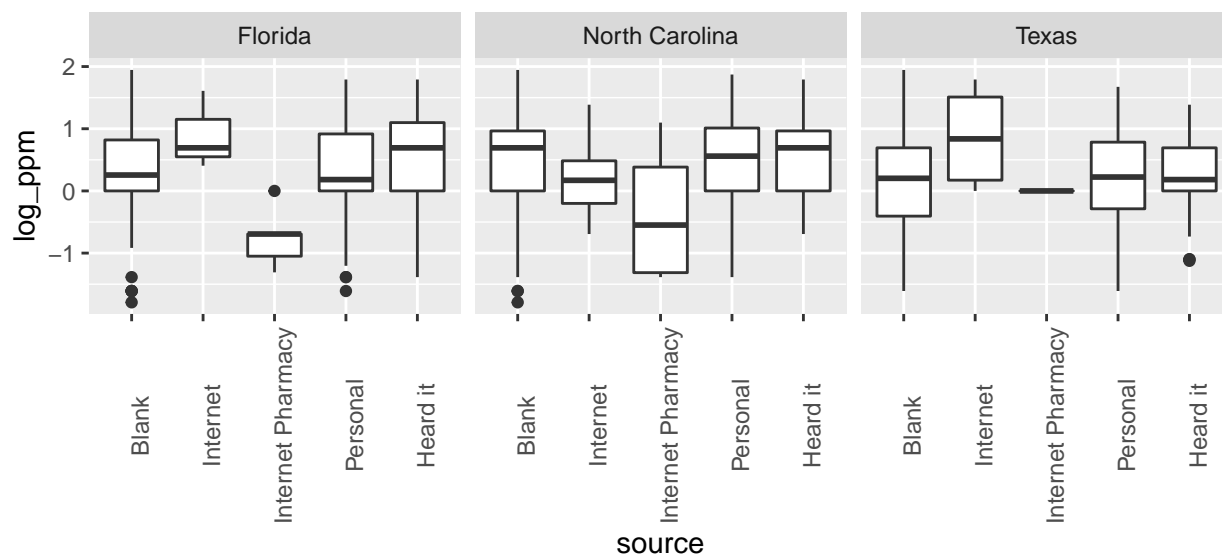 Florida North Carolina Texas
2
1
0
−1
log_ppm
Blank Internet Internet Pharmacy Personal Heard it Blank Internet Internet Pharmacy Personal Heard it Blank Internet Internet Pharmacy Personal Heard it
source